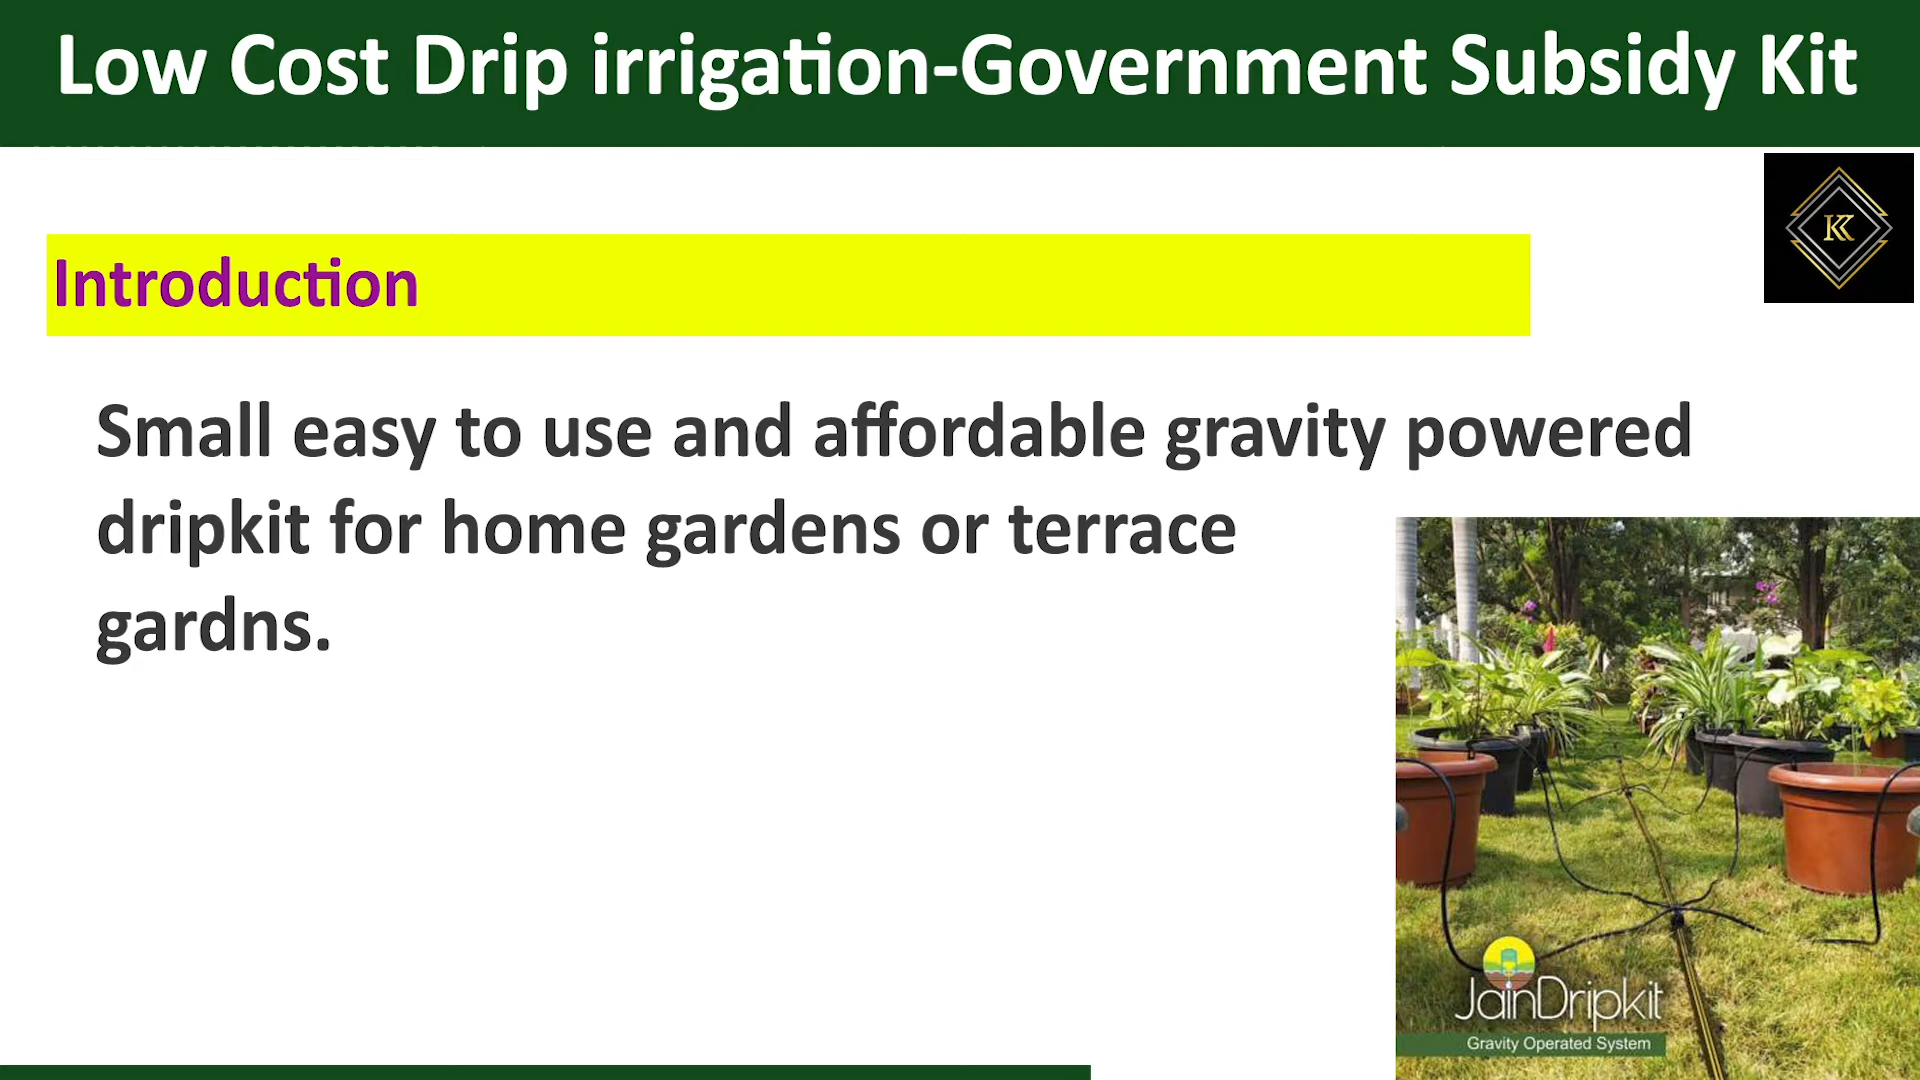 Low Cost Drip irrigation-Government Subsidy Kit
KK
Introduction
Small easy to use and affordable gravity powered
dripkit for home gardens or terrace
gardns.
JainDripkit
Gravity Operated System